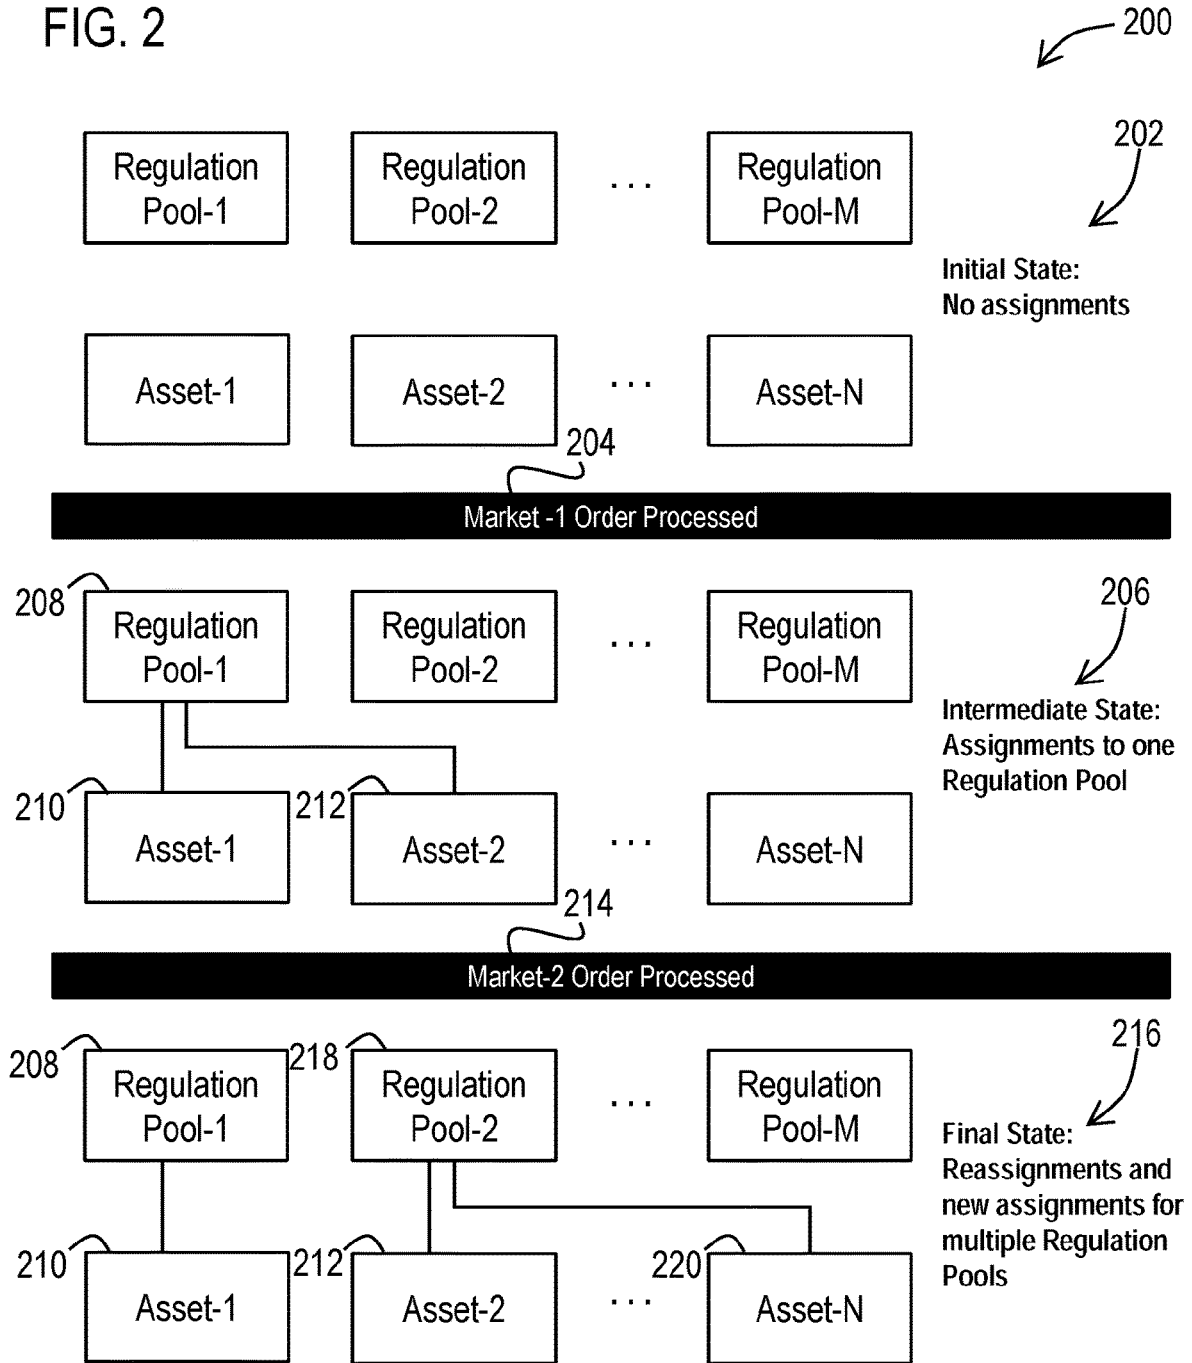 FIG. 2
200
202
Regulation
Pool-1
Regulation
Pool-2
...
Regulation
Pool-M
Initial State:
No assignments
Asset-1
Asset-2
...
Asset-N
204
Market -1 Order Processed
208
Regulation
Pool-1
Regulation
Pool-2
...
Regulation
Pool-M
206
Intermediate State:
Assignments to one
Regulation Pool
210
Asset-1
212
Asset-2
...
Asset-N
214
Market-2 Order Processed
208
Regulation
Pool-1
218
Regulation
Pool-2
...
Regulation
Pool-M
216
Final State:
Reassignments and
new assignments for
multiple Regulation
Pools
210
Asset-1
212
Asset-2
...
220
Asset-N